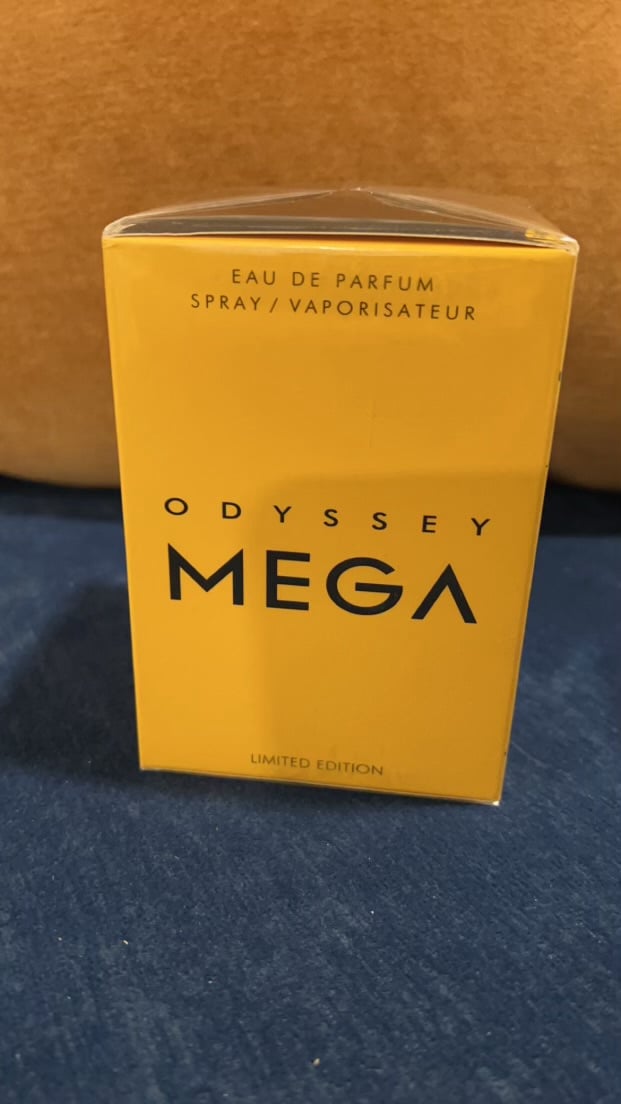 EAU DE PARFUM
SPRAY / VAPORISATEUR
ODYSSEY
MEGA
LIMITED EDITION